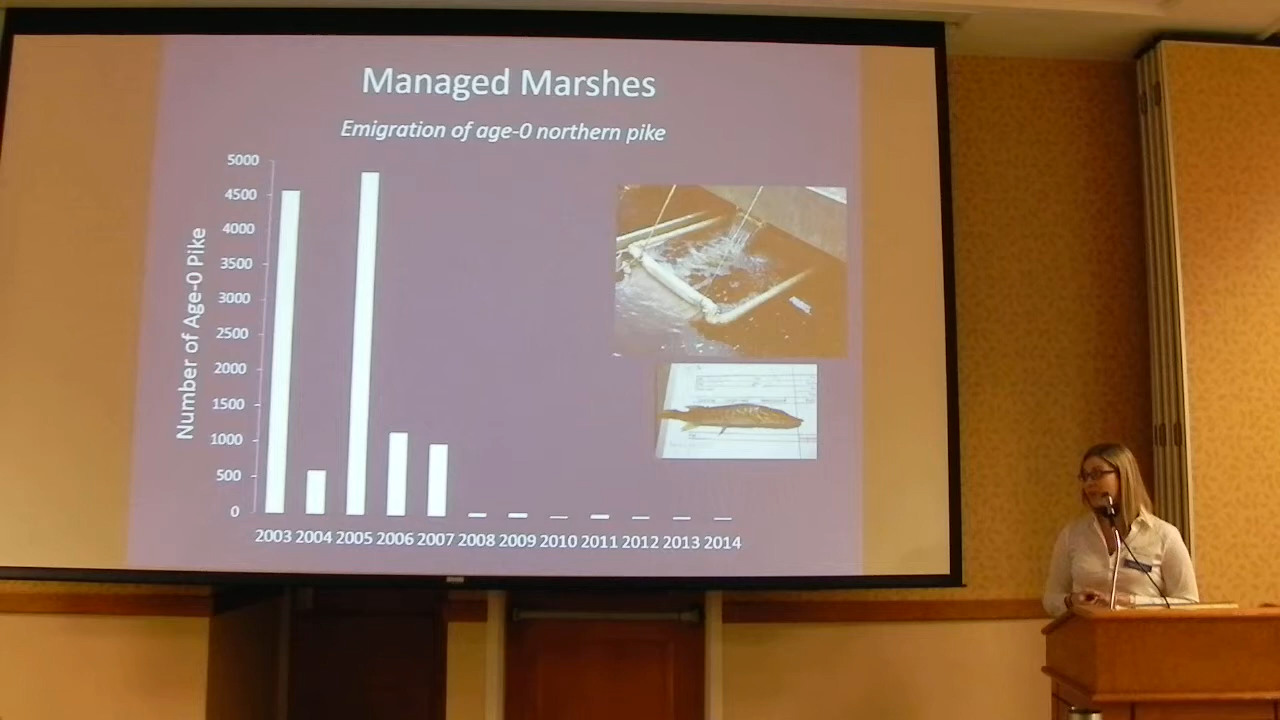 Managed Marshes
Emigration of age-0 northern pike
Number of Age-0 Pike
5000
4500
4000
3500
3000
2500
2000
1500
1000
500
0
2003 2004 2005 2006 2007 2008 2009 2010 2011 2012 2013 2014